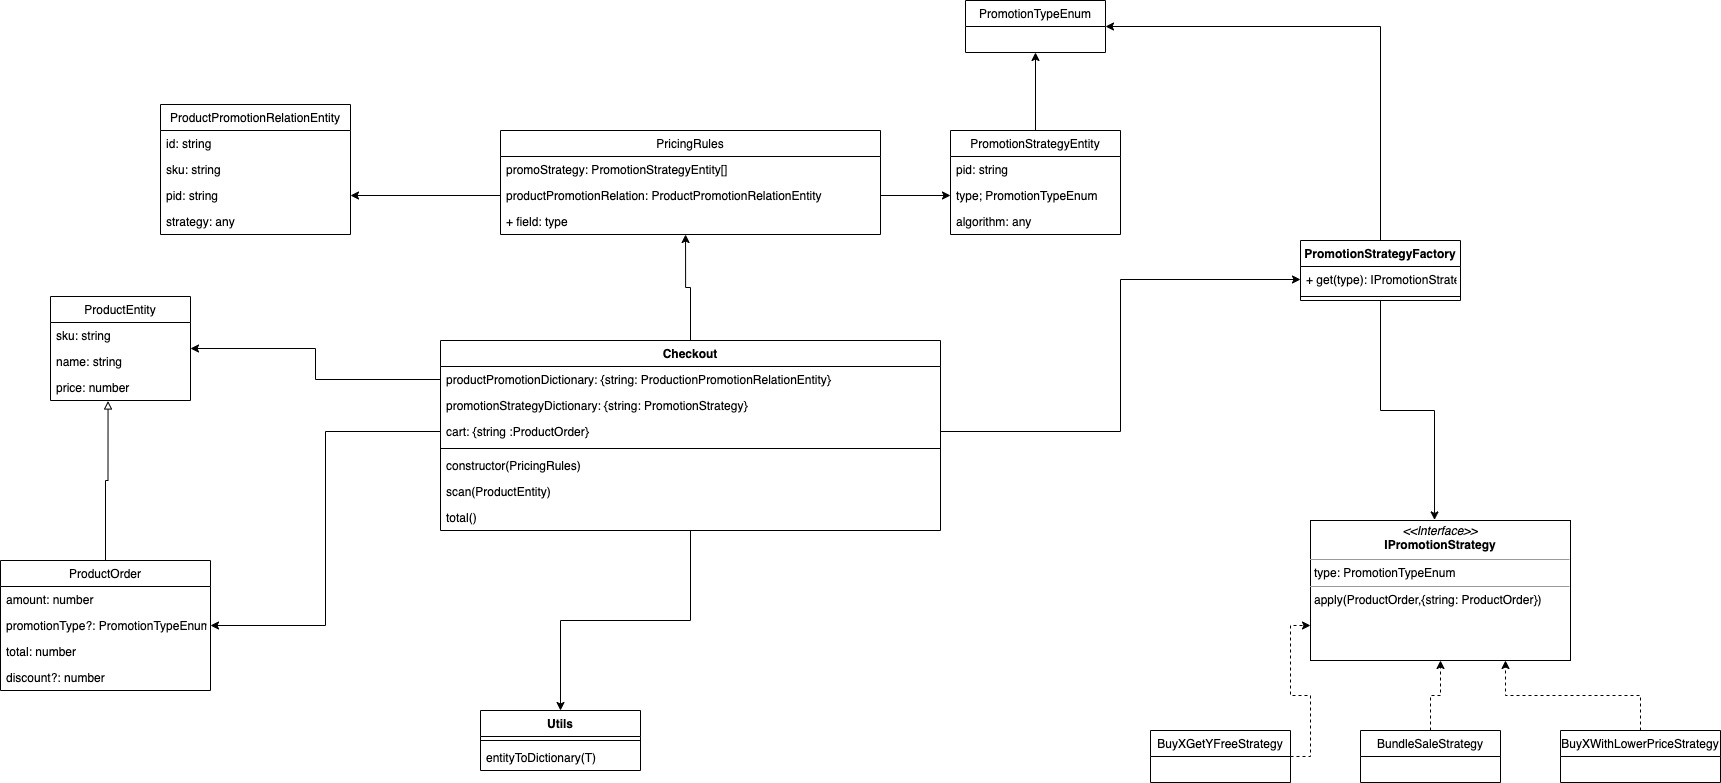 PromotionTypeEnum
ProductPromotionRelationEntity
id: string
sku: string
pid: string
strategy: any
PricingRules
promoStrategy: PromotionStrategyEntity[]
productPromotionRelation: ProductPromotionRelationEntity
+ field: type
PromotionStrategyEntity
pid: string
type; PromotionTypeEnum
algorithm: any
PromotionStrategyFactory
+ get(type): IPromotionStrate
ProductEntity
sku: string
name: string
price: number
Checkout
productPromotionDictionary: {string: ProductionPromotionRelationEntity}
promotionStrategyDictionary: {string: PromotionStrategy}
cart: {string :ProductOrder}
constructor(PricingRules)
scan(ProductEntity)
total()
ProductOrder
amount: number
promotionType?: PromotionTypeEnum
total: number
discount?: number
<<Interface>>
IPromotionStrategy
type: PromotionTypeEnum
apply(ProductOrder,{string: ProductOrder})
Utils
entityToDictionary(T)
BuyXGetYFreeStrategy
BundleSaleStrategy
BuyXWithLowerPriceStrategy